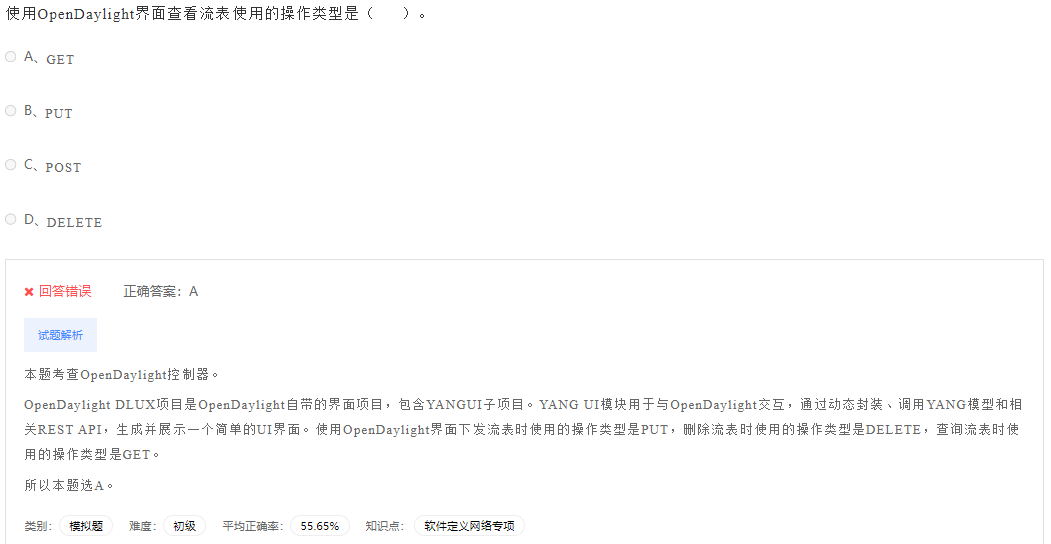 使用OpenDaylight界面查看流表使用的操作类型是（　　）。
A、GET
B、PUT
C、POST
D、DELETE
✖ 回答错误 正确答案：A
试题解析
本题考查OpenDaylight控制器。
OpenDaylight DLUX项目是OpenDaylight自带的界面项目，包含YANGUI子项目。YANG UI模块用于与OpenDaylight交互，通过动态封装、调用YANG模型和相
关REST API，生成并展示一个简单的UI界面。使用OpenDaylight界面下发流表时使用的操作类型是PUT，删除流表时使用的操作类型是DELETE，查询流表时使
用的操作类型是GET。
所以本题选A。
类别： 模拟题 难度： 初级 平均正确率： 55.65% 知识点： 软件定义网络专项